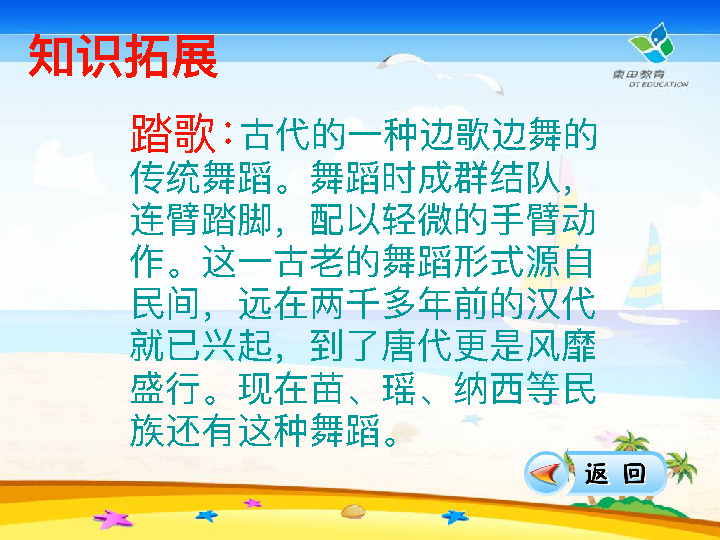 知识拓展
東田教育
DT EDUCATION
踏歌：古代的一种边歌边舞的
传统舞蹈。舞蹈时成群结队，
连臂踏脚，配以轻微的手臂动
作。这一古老的舞蹈形式源自
民间，远在两千多年前的汉代
就已兴起，到了唐代更是风靡
盛行。现在苗、瑶、纳西等民
族还有这种舞蹈。
返 回